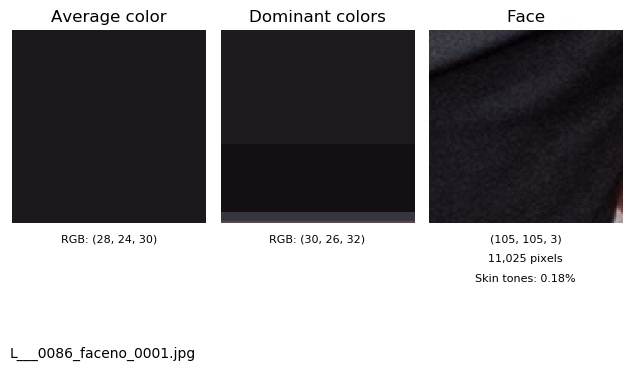 Average color
Dominant colors
Face
RGB: (28, 24, 30)
RGB: (30, 26, 32)
(105, 105, 3)
11,025 pixels
Skin tones: 0.18%
L___0086_faceno_0001.jpg